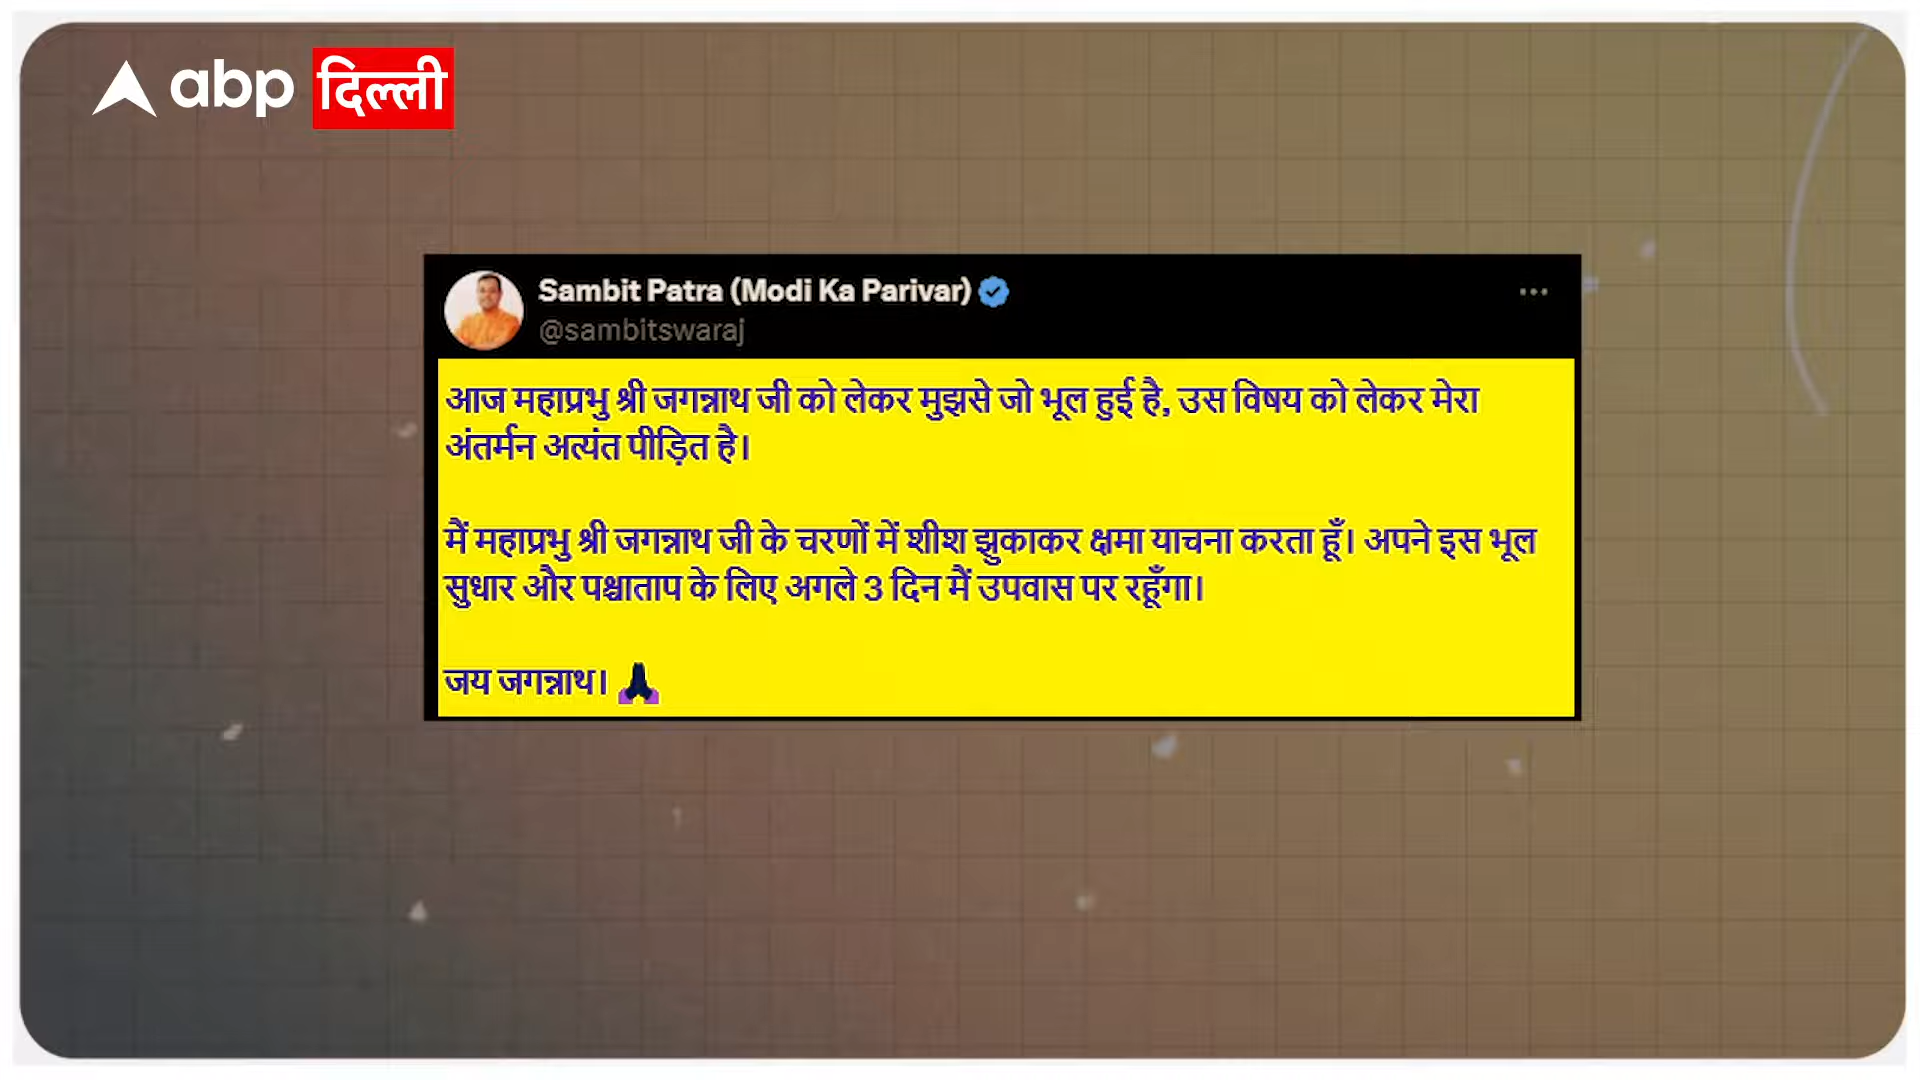 abp दिल्ली
Sambit Patra (Modi Ka Parivar)
@sambitswaraj
आज महाप्रभु श्री जगन्नाथ जी को लेकर मुझसे जो भूल हुई है, उस विषय को लेकर मेरा
अंतर्मन अत्यंत पीड़ित है।
मैं महाप्रभु श्री जगन्नाथ जी के चरणों में शीश झुकाकर क्षमा याचना करता हूँ। अपने इस भूल
सुधार और पश्चाताप के लिए अगले 3 दिन मैं उपवास पर रहूँगा।
जय जगन्नाथ। 🙏